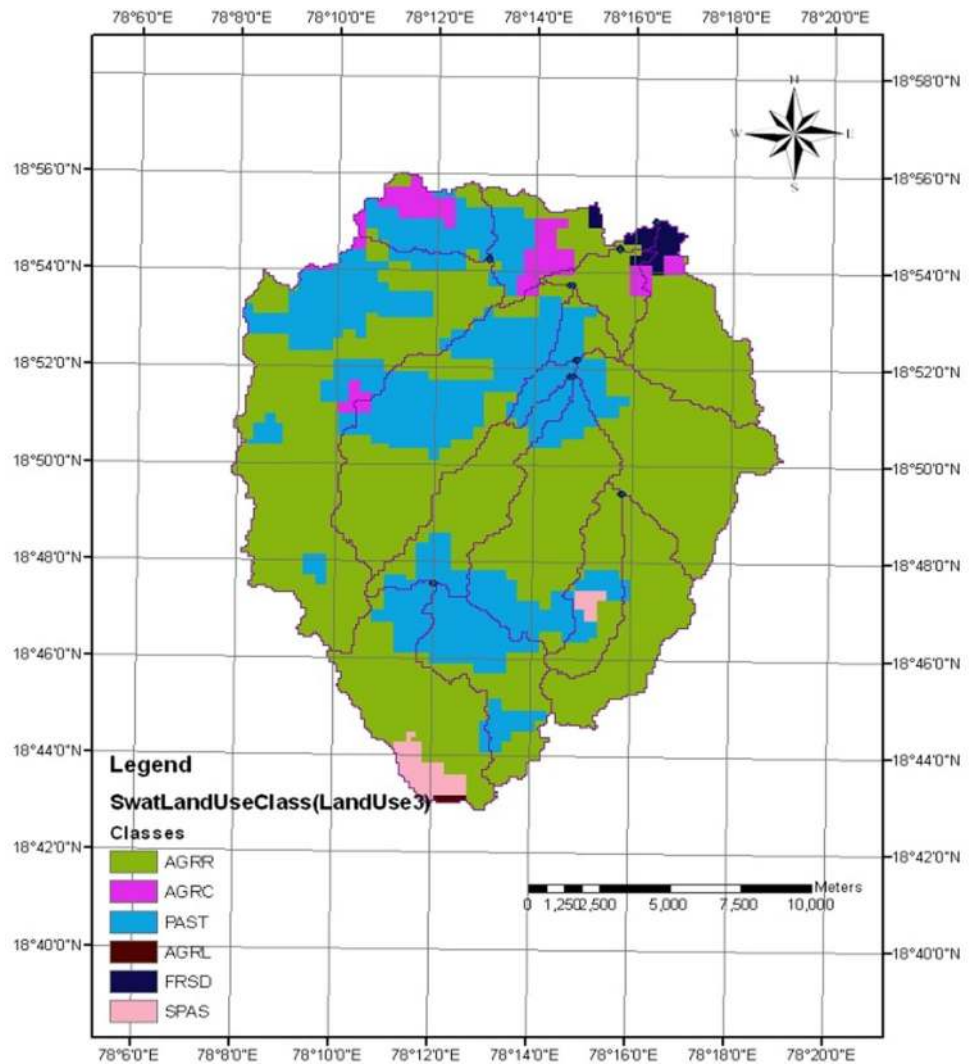 78°6'0"E 78°8'0"E 78°10'0"E 78°12'0"E 78°14'0"E 78°16'0"E 78°18'0"E 78°20'0"E
18°58'0"N
N
W E
S
18°56'0"N 18°56'0"N
18°54'0"N 18°54'0"N
18°52'0"N 18°52'0"N
18°50'0"N 18°50'0"N
18°48'0"N 18°48'0"N
18°46'0"N 18°46'0"N
18°44'0"N 18°44'0"N
Legend
SwatLandUseClass(LandUse3)
Classes
18°42'0"N 18°42'0"N
AGRR
AGRC
Meters
0 1,250 2,500 5,000 7,500 10,000
PAST
18°40'0"N 18°40'0"N
AGRL
FRSD
SPAS
78°6'0"E 78°8'0"E 78°10'0"E 78°12'0"E 78°14'0"E 78°16'0"E 78°18'0"E